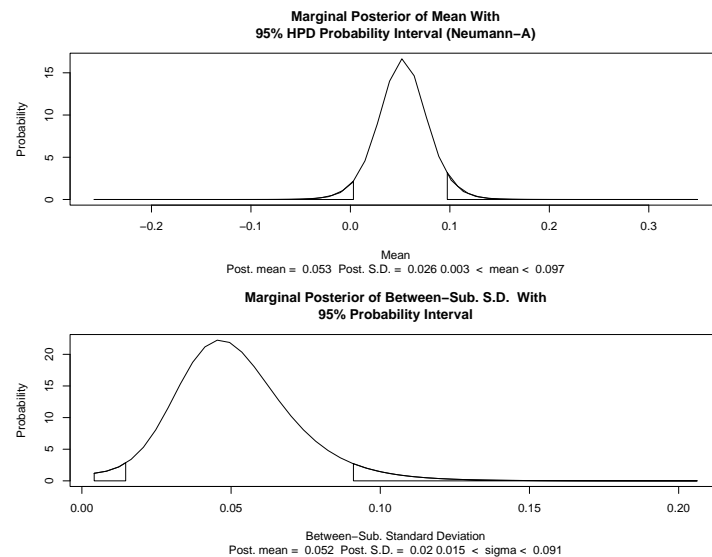 Marginal Posterior of Mean With
95% HPD Probability Interval (Neumann−A)
Probability
15
10
5
0
−0.2 −0.1 0.0 0.1 0.2 0.3
Mean
Post. mean = 0.053 Post. S.D. = 0.026 0.003 < mean < 0.097
Marginal Posterior of Between−Sub. S.D. With
95% Probability Interval
Probability
20
15
10
5
0
0.00 0.05 0.10 0.15 0.20
Between−Sub. Standard Deviation
Post. mean = 0.052 Post. S.D. = 0.02 0.015 < sigma < 0.091